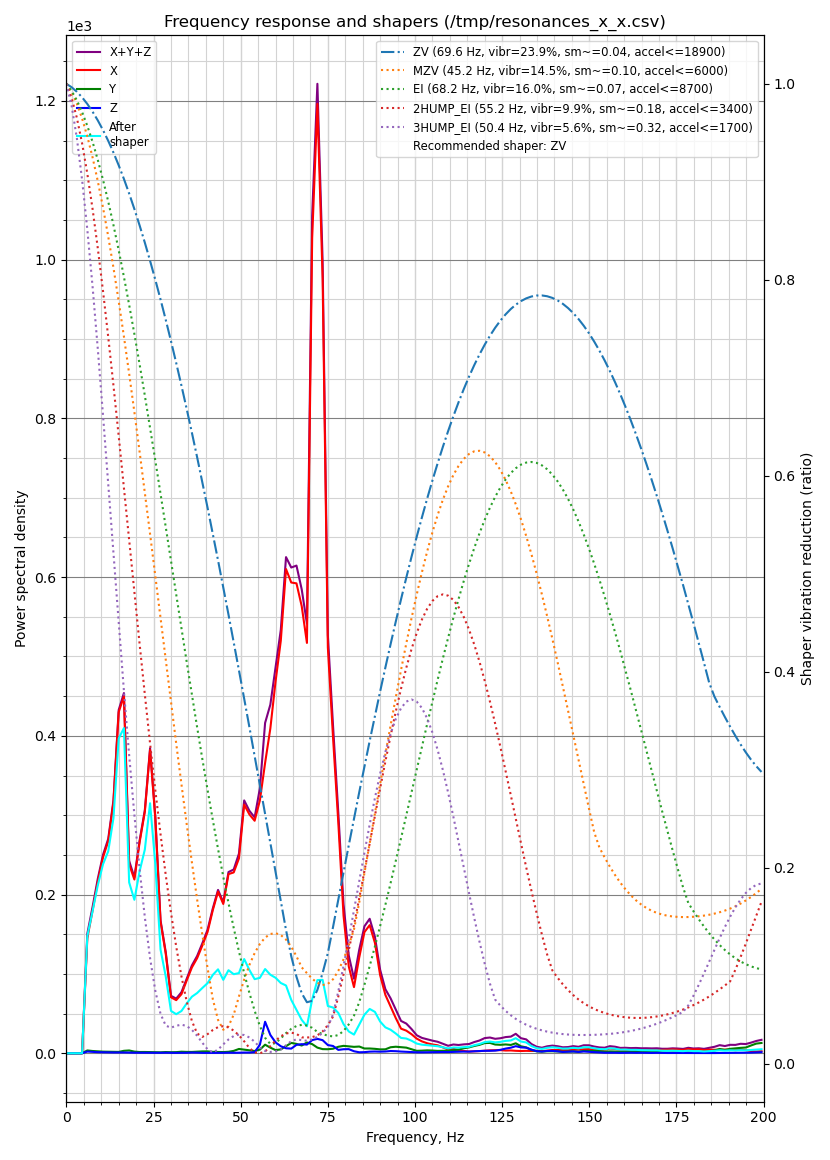 Frequency response and shapers (/tmp/resonances_x_x.csv)
1e3
X+Y+Z
X
Y
Z
After
shaper
ZV (69.6 Hz, vibr=23.9%, sm~=0.04, accel<=18900)
MZV (45.2 Hz, vibr=14.5%, sm~=0.10, accel<=6000)
EI (68.2 Hz, vibr=16.0%, sm~=0.07, accel<=8700)
2HUMP_EI (55.2 Hz, vibr=9.9%, sm~=0.18, accel<=3400)
3HUMP_EI (50.4 Hz, vibr=5.6%, sm~=0.32, accel<=1700)
Recommended shaper: ZV
Power spectral density
1.2
1.0
0.8
0.6
0.4
0.2
0.0
1.0
0.8
0.6
0.4
0.2
0.0
Shaper vibration reduction (ratio)
0 25 50 75 100 125 150 175 200
Frequency, Hz